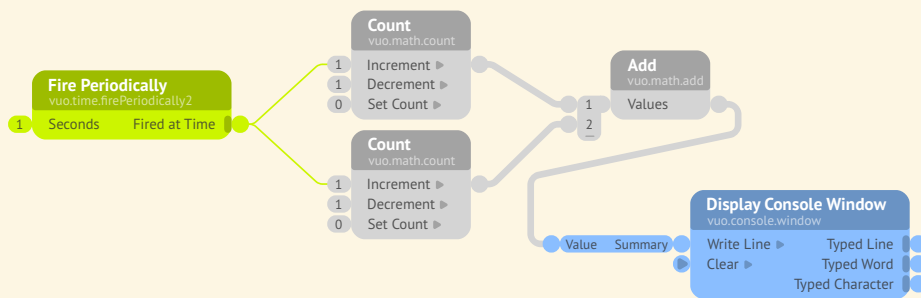 Fire Periodically
vuo.time.firePeriodically2
1 Seconds Fired at Time
Count
vuo.math.count
1 Increment
1 Decrement
0 Set Count
Count
vuo.math.count
1 Increment
1 Decrement
0 Set Count
Add
vuo.math.add
1 Values
2
Value Summary
Display Console Window
vuo.console.window
Write Line Typed Line
Clear Typed Word
Typed Character